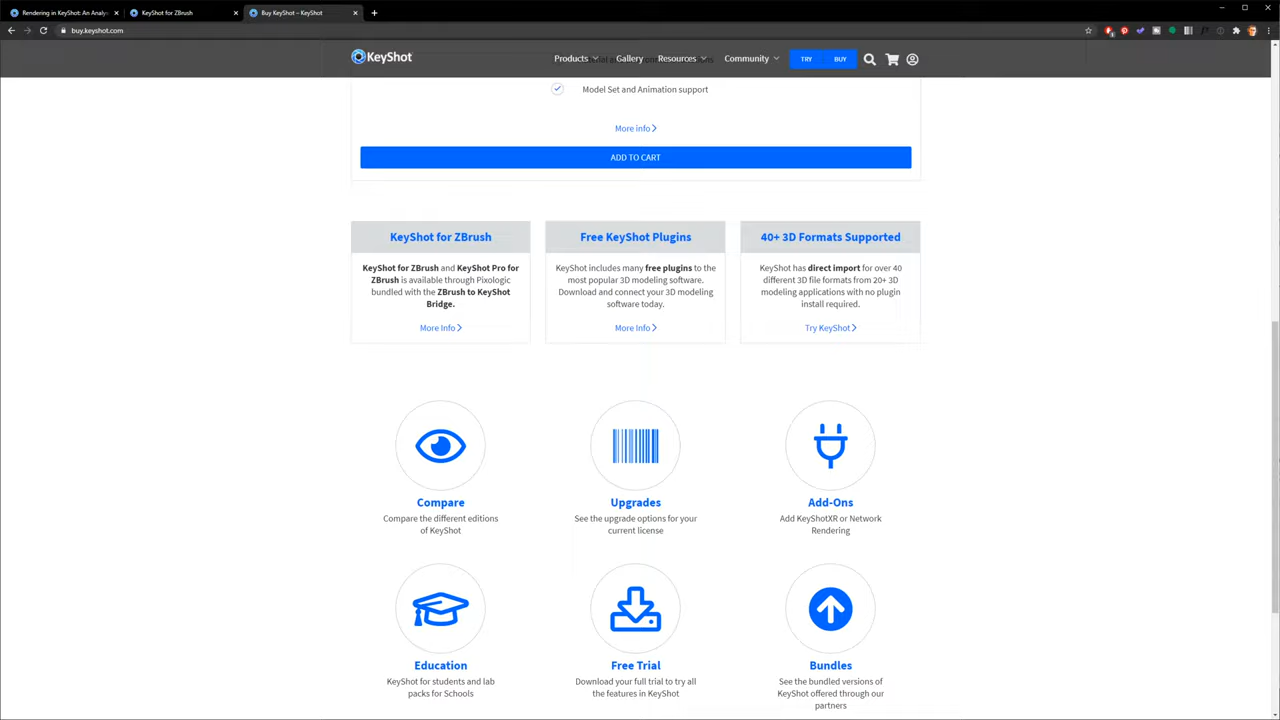 Rendering in KeyShot: An Analy
KeyShot for ZBrush
Buy KeyShot – KeyShot
buy.keyshot.com
KeyShot
Products
Gallery
Resources
Community
TRY
BUY
Model Set and Animation support
More info
ADD TO CART
KeyShot for ZBrush
KeyShot for ZBrush and KeyShot Pro for
ZBrush is available through Pixologic
bundled with the ZBrush to KeyShot
Bridge.
More Info
Free KeyShot Plugins
KeyShot includes many free plugins to the
most popular 3D modeling software.
Download and connect your 3D modeling
software today.
More Info
40+ 3D Formats Supported
KeyShot has direct import for over 40
different 3D file formats from 20+ 3D
modeling applications with no plugin
install required.
Try KeyShot
Compare
Compare the different editions
of KeyShot
Upgrades
See the upgrade options for your
current license
Add-Ons
Add KeyShotXR or Network
Rendering
Education
KeyShot for students and lab
packs for Schools
Free Trial
Download your full trial to try all
the features in KeyShot
Bundles
See the bundled versions of
KeyShot offered through our
partners